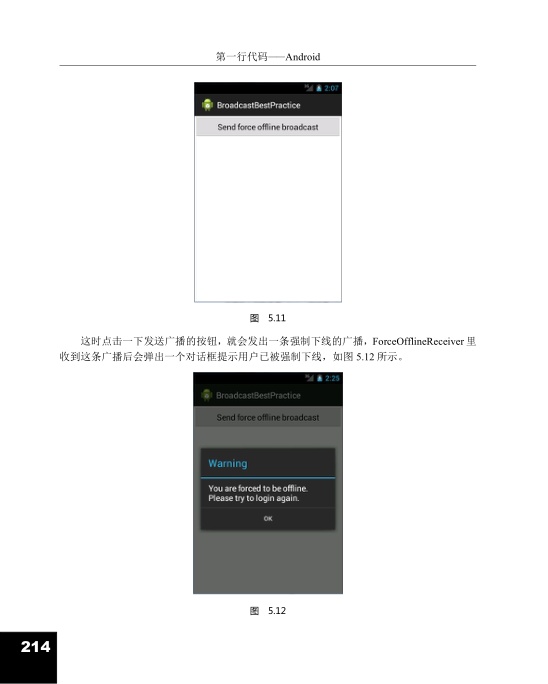 第一行代码——Android
2:07
BroadcastBestPractice
Send force offline broadcast
图 5.11
这时点击一下发送广播的按钮，就会发出一条强制下线的广播，ForceOfflineReceiver 里
收到这条广播后会弹出一个对话框提示用户已被强制下线，如图 5.12 所示。
2:25
BroadcastBestPractice
Send force offline broadcast
Warning
You are forced to be offline.
Please try to login again.
OK
图 5.12
214